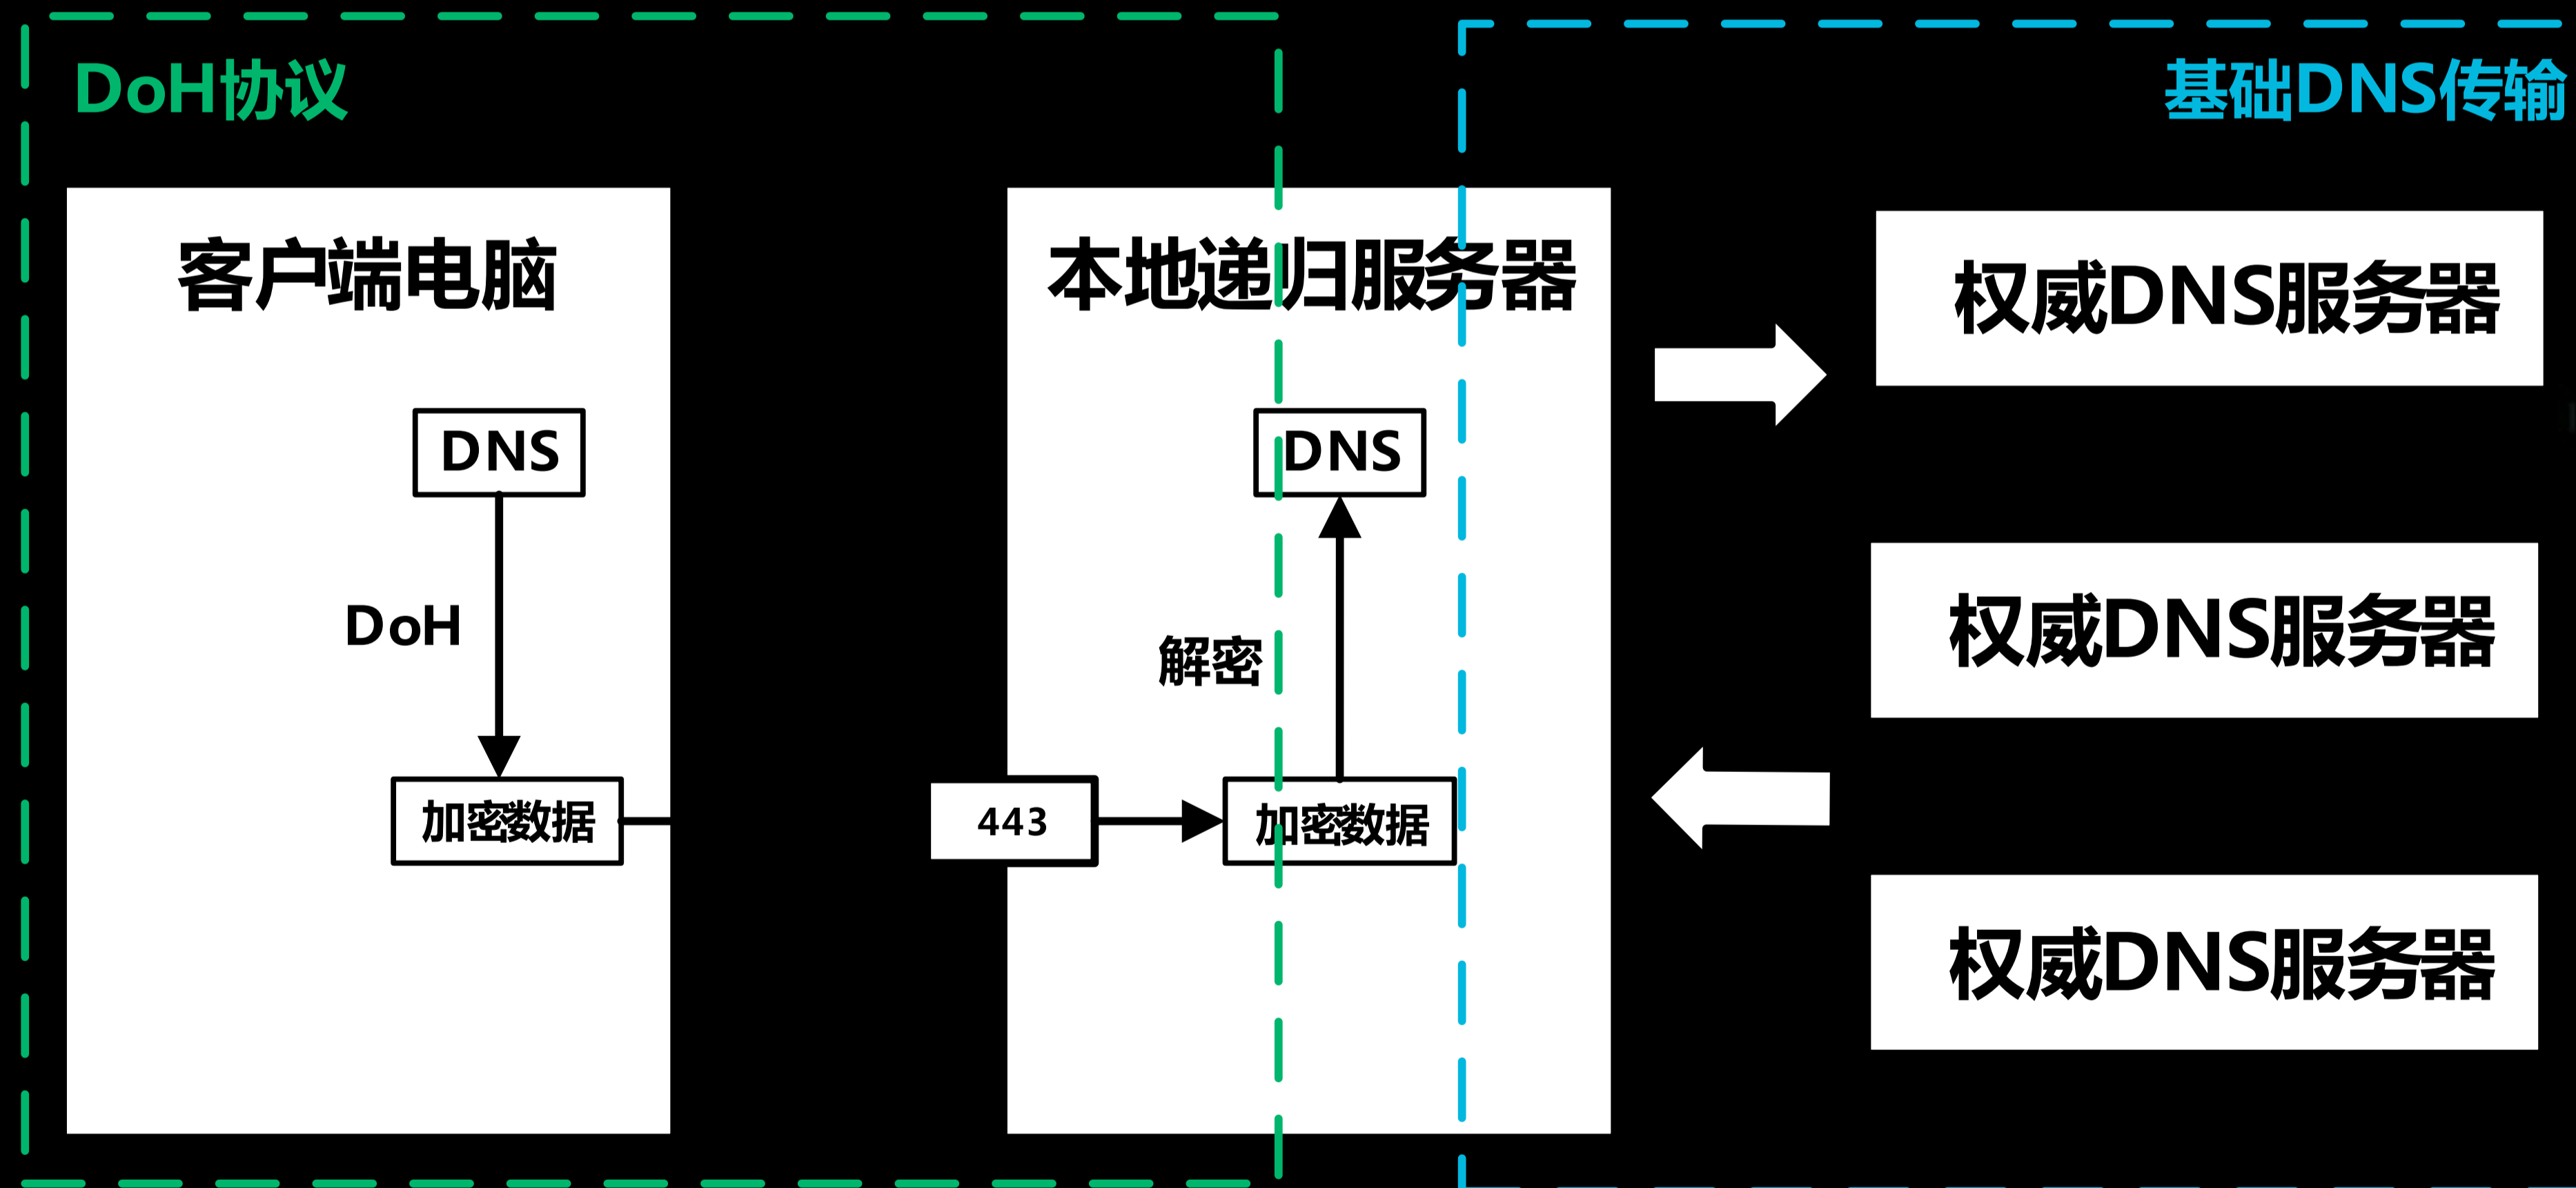 DoH协议
基础DNS传输
客户端电脑
本地递归服务器
权威DNS服务器
DNS
DNS
DoH
解密
权威DNS服务器
加密数据
443
加密数据
权威DNS服务器